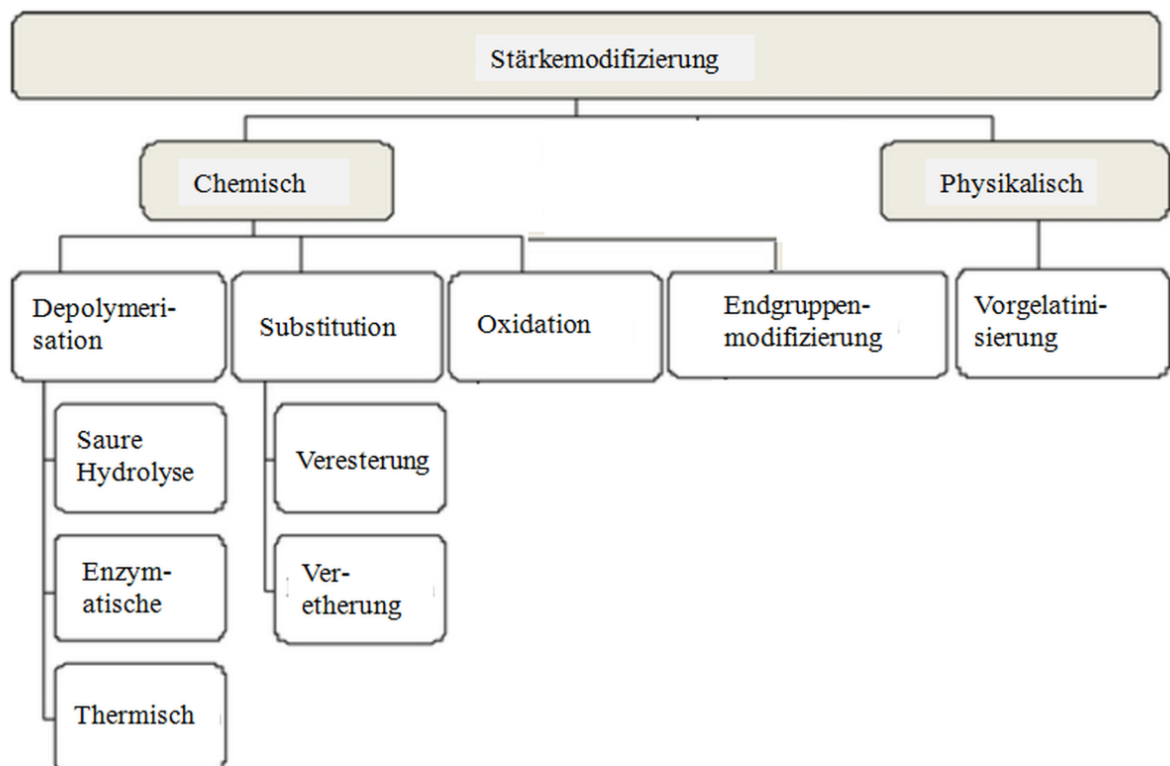 Stärkemodifizierung
Chemisch
Physikalisch
Depolymeri-
sation
Substitution
Oxidation
Endgruppen-
modifizierung
Vorgelatini-
sierung
Saure
Hydrolyse
Veresterung
Enzym-
atische
Ver-
etherung
Thermisch